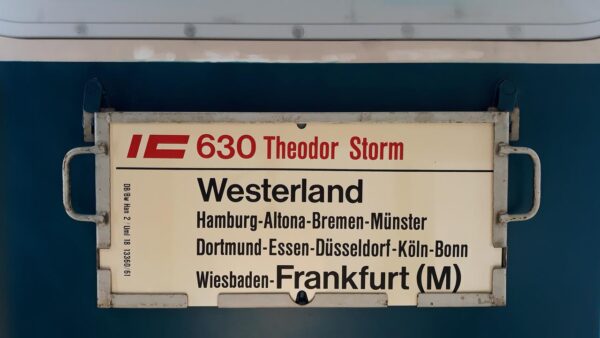 IC 630 Theodor Storm
Westerland
Hamburg-Altona-Bremen-Münster
Dortmund-Essen-Düsseldorf-Köln-Bonn
Wiesbaden-Frankfurt (M)